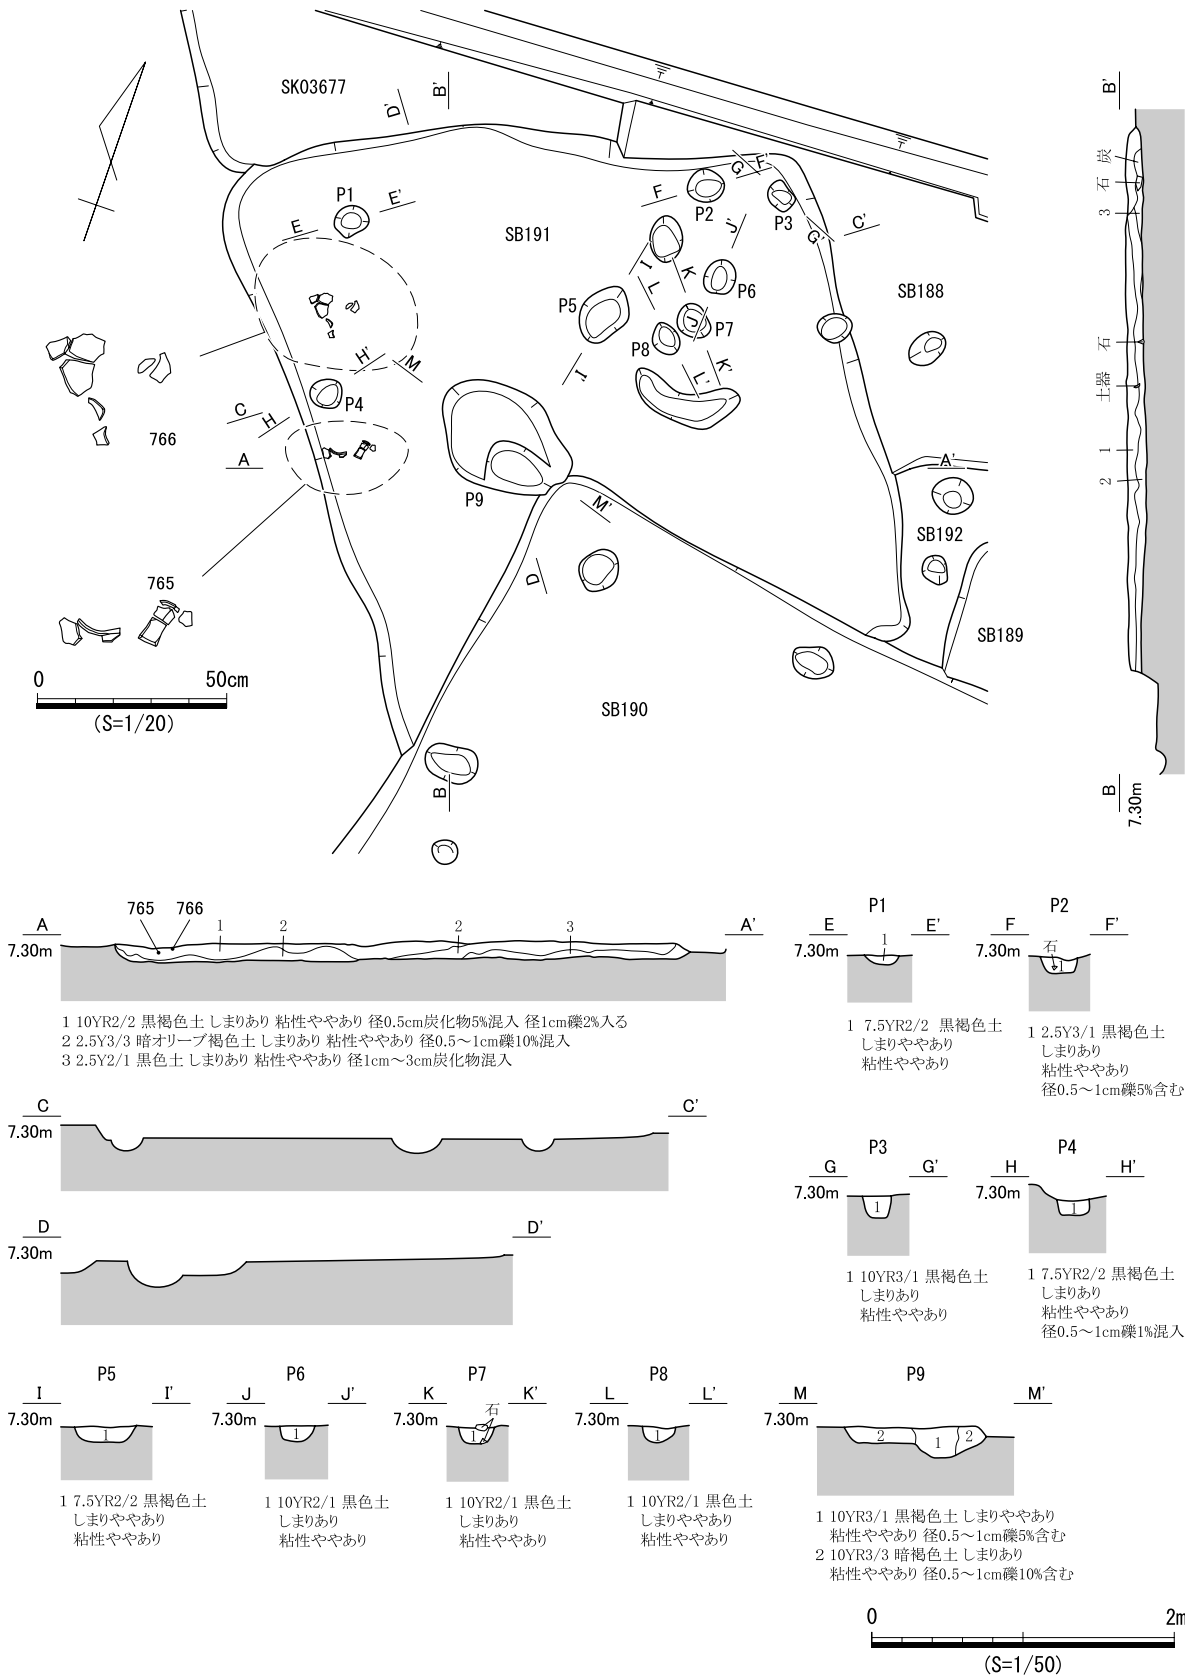 SK03677
D'
B'
P1
E'
E
SB191
F
G
F'
P2
P3
G'
C'
J'
I
K
L
P5
P6
P7
J
P8
K'
L'
I'
SB188
H'
M
C
H
P4
A
766
P9
M'
A'
SB192
D
765
SB189
SB190
0 50cm
(S=1/20)
B
B'
炭
石
3
石
土器
1
2
B
7.30m
A 765 766 1 2 2 3 A'
7.30m
1 10YR2/2 黒褐色土 しまりあり 粘性ややあり 径0.5cm炭化物5%混入 径1cm礫2%入る
2 2.5Y3/3 暗オリーブ褐色土 しまりあり 粘性ややあり 径0.5～1cm礫10%混入
3 2.5Y2/1 黒色土 しまりあり 粘性ややあり 径1cm～3cm炭化物混入
P1
E E'
7.30m
1
1 7.5YR2/2 黒褐色土
しまりややあり
粘性ややあり
P2
F F'
7.30m
石
1
1 2.5Y3/1 黒褐色土
しまりあり
粘性ややあり
径0.5～1cm礫5%含む
C C'
7.30m
D D'
7.30m
P3
G G'
7.30m
1
1 10YR3/1 黒褐色土
しまりあり
粘性ややあり
P4
H H'
7.30m
1
1 7.5YR2/2 黒褐色土
しまりあり
粘性ややあり
径0.5～1cm礫1%混入
P5
I I'
7.30m
1
1 7.5YR2/2 黒褐色土
しまりややあり
粘性ややあり
P6
J J'
7.30m
1
1 10YR2/1 黒色土
しまりあり
粘性ややあり
P7
K K'
7.30m
石
1
1 10YR2/1 黒色土
しまりあり
粘性ややあり
P8
L L'
7.30m
1
1 10YR2/1 黒色土
しまりあり
粘性ややあり
P9
M M'
7.30m
2 1 2
1 10YR3/1 黒褐色土 しまりややあり
粘性ややあり 径0.5～1cm礫5%含む
2 10YR3/3 暗褐色土 しまりあり
粘性ややあり 径0.5～1cm礫10%含む
0 2m
(S=1/50)